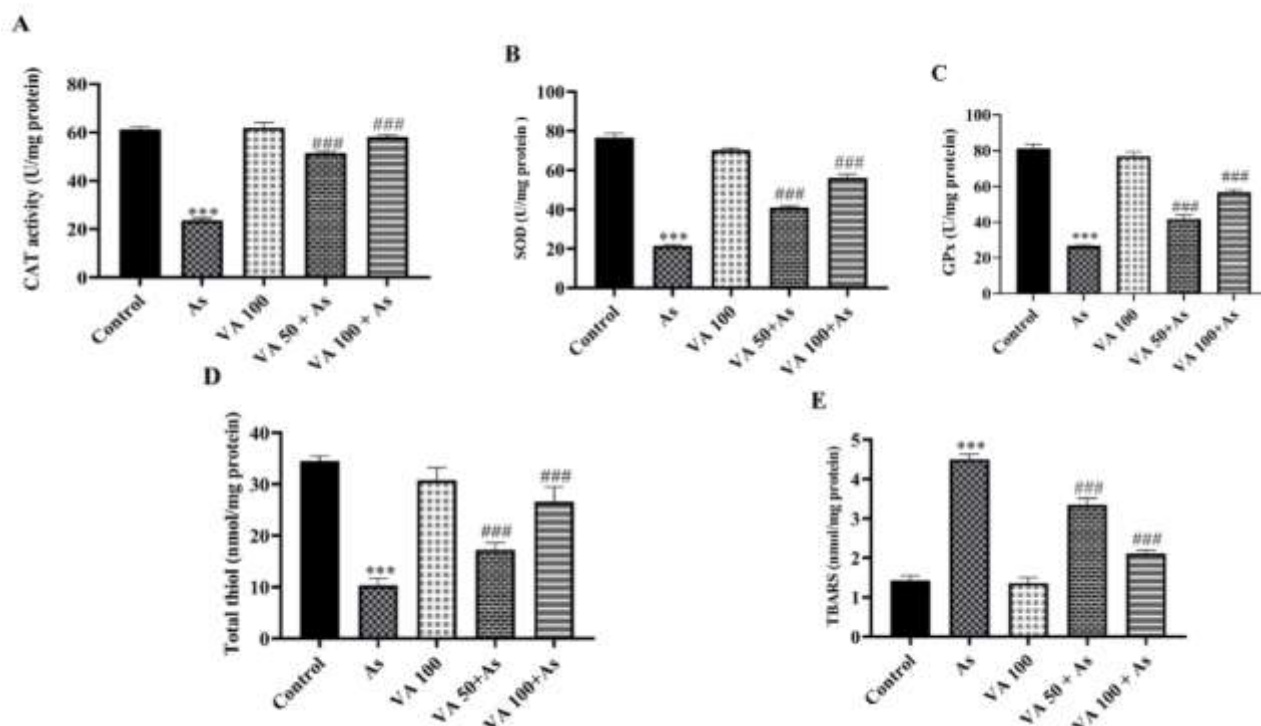 A
CAT activity (U/mg protein)
80
60
40
20
0
***
###
###
Control
As
VA 100
VA 50 + As
VA 100 + As
B
SOD (U/mg protein )
100
80
60
40
20
0
***
###
###
Control
As
VA 100
VA 50+As
VA 100+As
C
GPx (U/mg protein)
100
80
60
40
20
0
***
###
###
Control
As
VA 100
VA 50+As
VA 100+As
D
Total thiol (nmol/mg protein)
40
30
20
10
0
***
###
###
Control
As
VA 100
VA 50+As
VA 100+As
E
TBARS (nmol/mg protein)
5
4
3
2
1
0
***
###
###
Control
As
VA 100
VA 50 + As
VA 100 + As